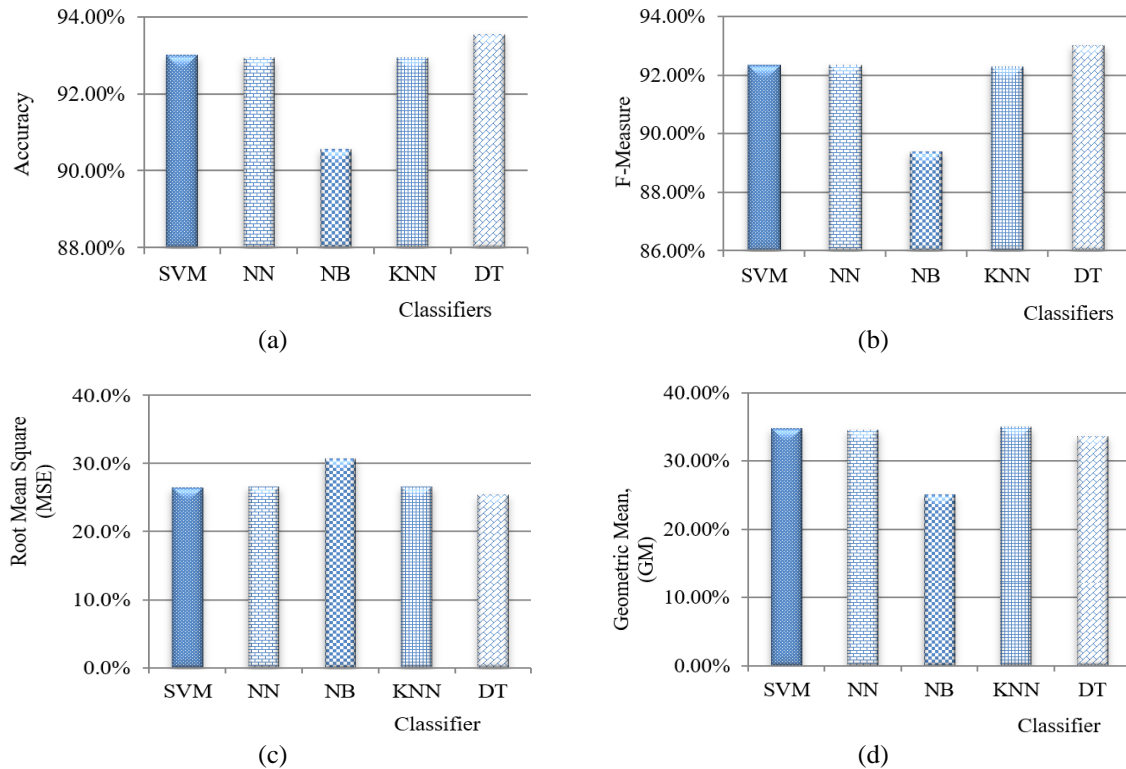 94.00%
92.00%
90.00%
88.00%
Accuracy
SVM NN NB KNN DT
Classifiers
(a)
94.00%
92.00%
90.00%
88.00%
86.00%
F-Measure
SVM NN NB KNN DT
Classifiers
(b)
40.0%
30.0%
20.0%
10.0%
0.0%
Root Mean Square
(MSE)
SVM NN NB KNN DT
Classifier
(c)
40.00%
30.00%
20.00%
10.00%
0.00%
Geometric Mean,
(GM)
SVM NN NB KNN DT
Classifier
(d)